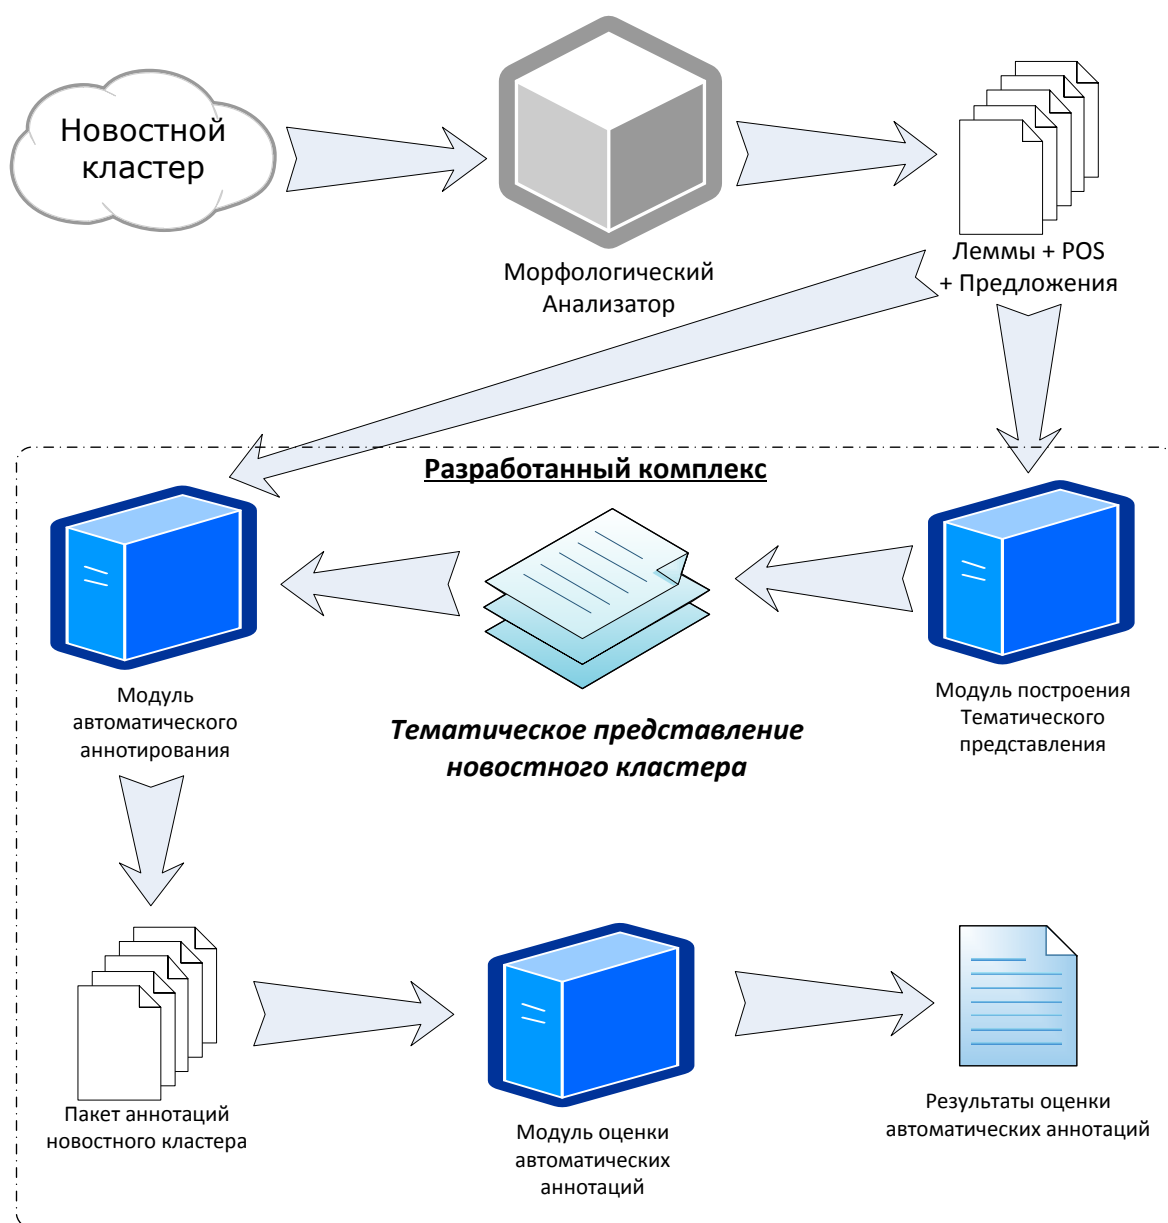 Новостной
кластер
Морфологический
Анализатор
Леммы + POS
+ Предложения
Разработанный комплекс
Модуль
автоматического
аннотирования
Тематическое представление
новостного кластера
Модуль построения
Тематического
представления
Пакет аннотаций
новостного кластера
Модуль оценки
автоматических
аннотаций
Результаты оценки
автоматических аннотаций